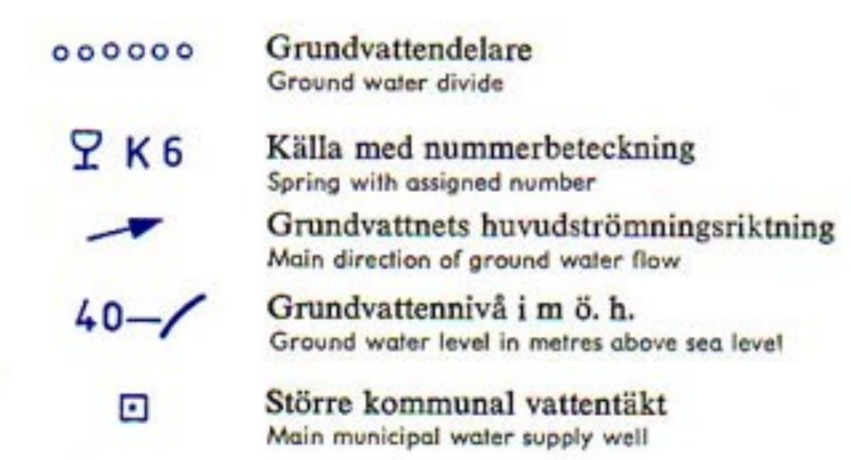 Grundvattendelare
Ground water divide
K 6 Källa med nummerbeteckning
Spring with assigned number
Grundvattnets huvudströmningsriktning
Main direction of ground water flow
40 Grundvattennivå i m ö. h.
Ground water level in metres above sea level
Större kommunal vattentäkt
Main municipal water supply well